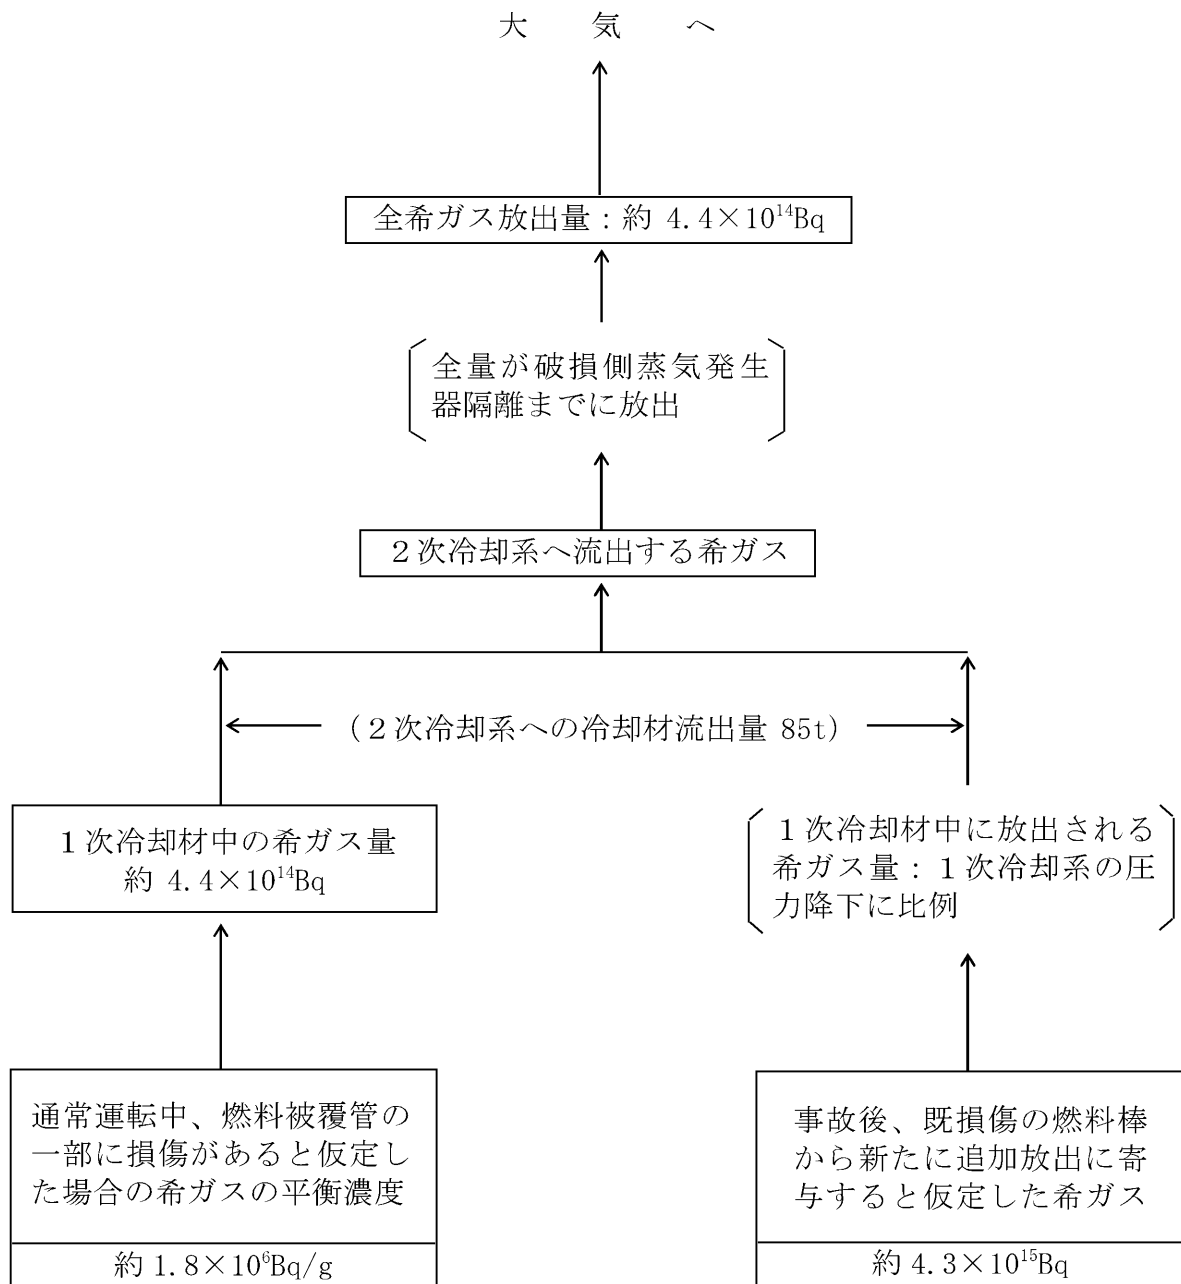 大　気　へ
全希ガス放出量：約 4.4×10¹⁴Bq
全量が破損側蒸気発生
器隔離までに放出
２次冷却系へ流出する希ガス
(２次冷却系への冷却材流出量 85t)
１次冷却材中の希ガス量
約 4.4×10¹⁴Bq
１次冷却材中に放出される
希ガス量：１次冷却系の圧
力降下に比例
通常運転中、燃料被覆管の
一部に損傷があると仮定し
た場合の希ガスの平衡濃度
約 1.8×10⁶Bq/g
事故後、既損傷の燃料棒
から新たに追加放出に寄
与すると仮定した希ガス
約 4.3×10¹⁵Bq